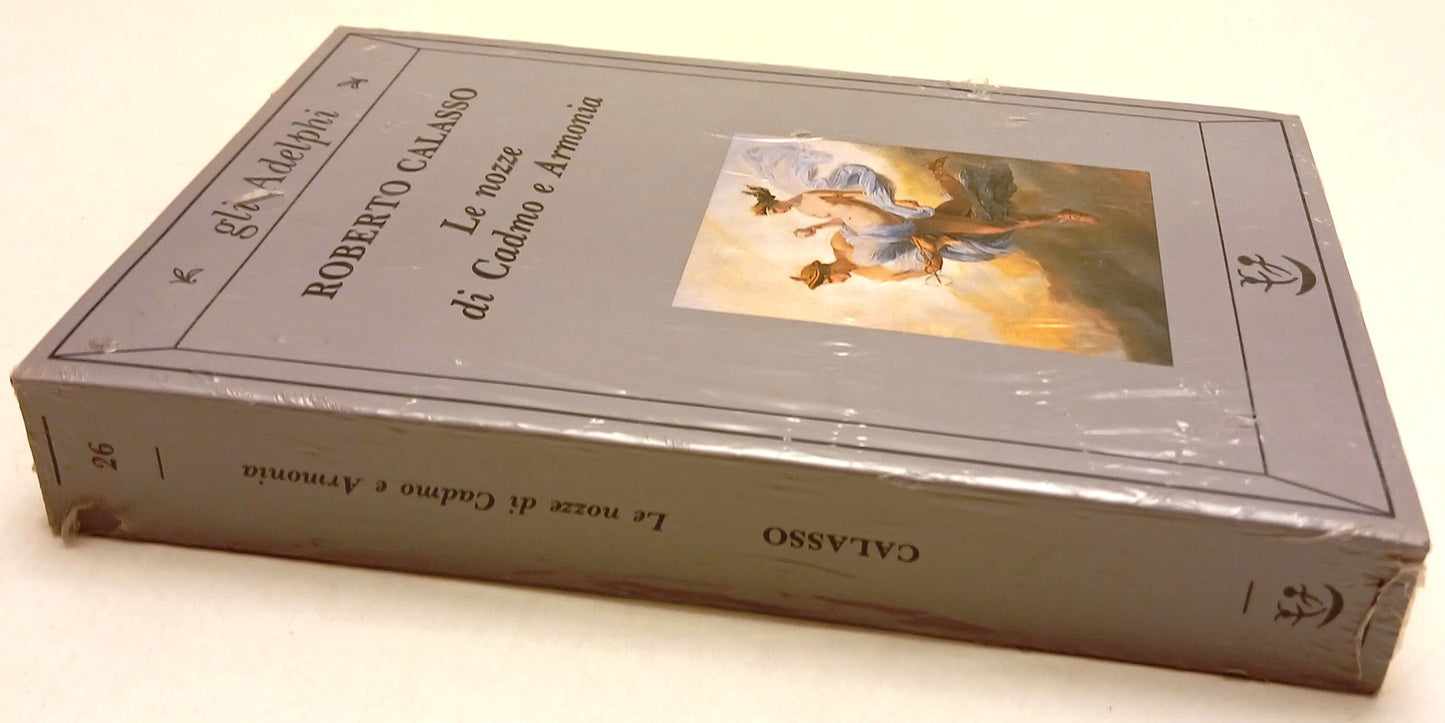 gli Adelphi
ROBERTO CALASSO
Le nozze
di Cadmo e Armonia
CALASSO
Le nozze di Cadmo e Armonia
26